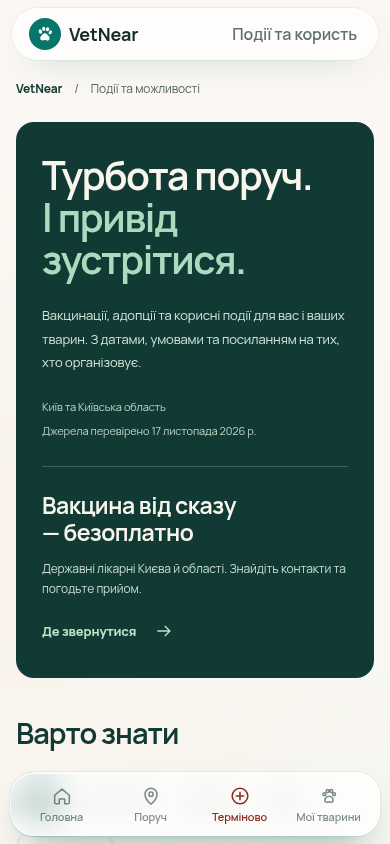 VetNear
Події та користь
VetNear / Події та можливості
Турбота поруч.
І привід
зустрітися.
Вакцинації, адопції та корисні події для вас і ваших
тварин. З датами, умовами та посиланням на тих,
хто організовує.
Київ та Київська область
Джерела перевірено 17 листопада 2026 р.
Вакцина від сказу
— безоплатно
Державні лікарні Києва й області. Знайдіть контакти та
погодьте прийом.
Де звернутися →
Варто знати
Головна
Поруч
Терміново
Мої тварини